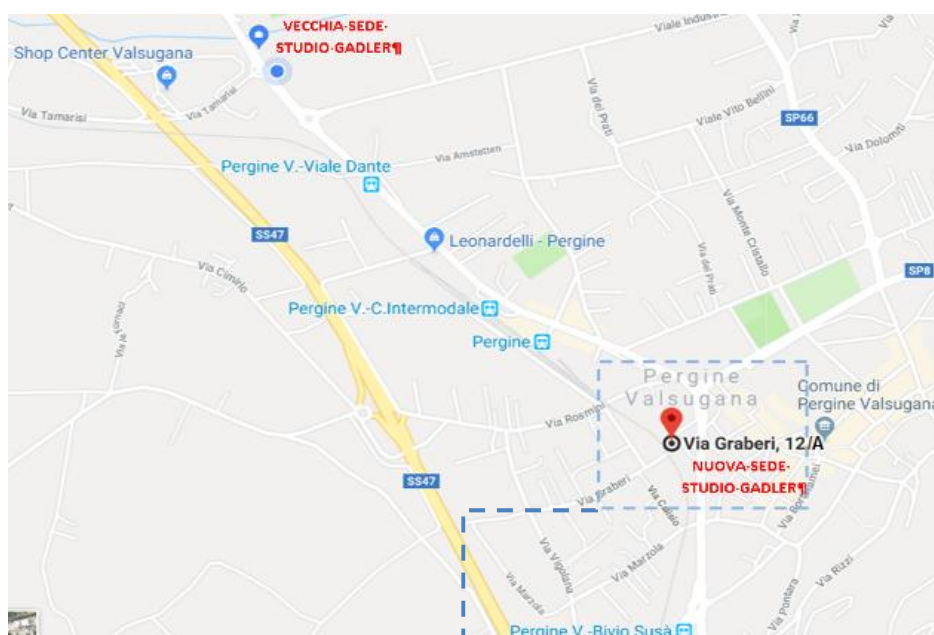 VECCHIA-SEDE-
STUDIO-GADLER¶
Viale Indus
Shop Center Valsugana
Via dei Prati
Viale Vito Bellini
SP66
Via Tamarisi
Via Tamarisi
Via Dolomiti
Via Amstetten
Pergine V.-Viale Dante
Via Monte Cristallo
SS47
Leonardelli - Pergine
Via dei Prati
Via Cimirlo
SP8
Pergine V.-C.Intermodale
Pergine
Pergine
Valsugana
Comune di
Pergine Valsugana
Via Rosmini
Via Graberi, 12/A
NUOVA-SEDE-
STUDIO-GADLER¶
SS47
Via Graberi
Via Caldo
Via Marzola
Via Vigolana
Via Marzola
Via Rizzi
Via Pontara
Pergine V.-Bivio Susà